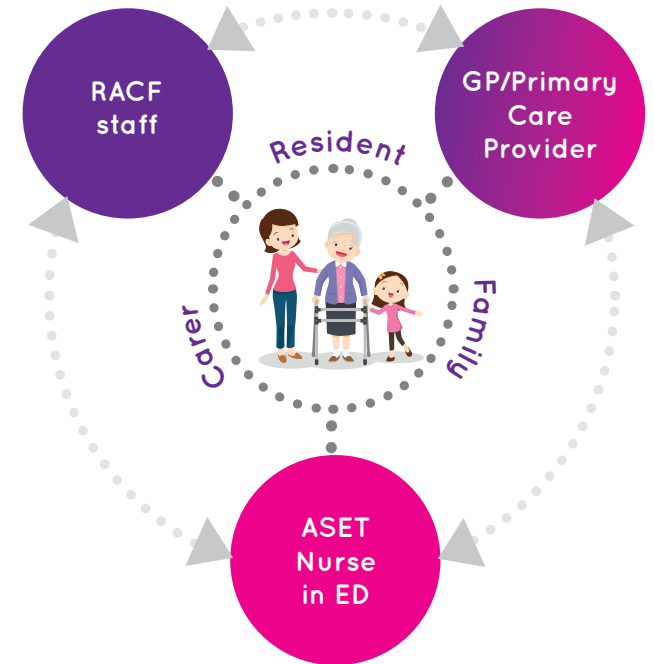 RACF
staff
GP/Primary
Care
Provider
Resident
Carer
Family
ASET
Nurse
in ED